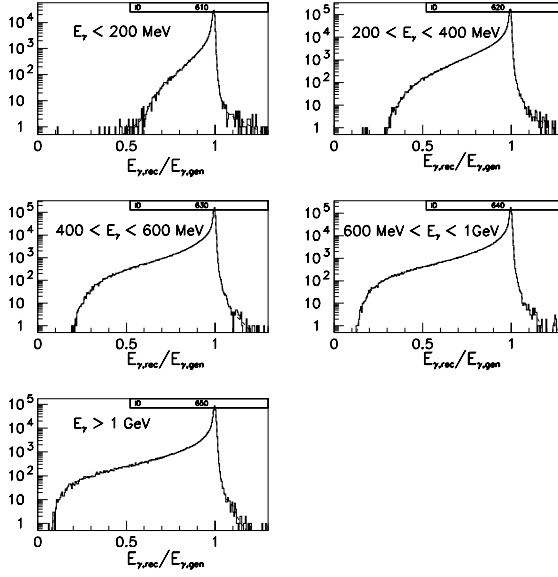 ID 610
E_γ < 200 MeV
10^4
10^3
10^2
10
1
0 0.5 1
E_γ,rec/E_γ,gen
ID 620
200 < E_γ < 400 MeV
10^5
10^4
10^3
10^2
10
1
0 0.5 1
E_γ,rec/E_γ,gen
ID 630
400 < E_γ < 600 MeV
10^5
10^4
10^3
10^2
10
1
0 0.5 1
E_γ,rec/E_γ,gen
ID 640
600 MeV < E_γ < 1GeV
10^5
10^4
10^3
10^2
10
1
0 0.5 1
E_γ,rec/E_γ,gen
ID 650
E_γ > 1 GeV
10^5
10^4
10^3
10^2
10
1
0 0.5 1
E_γ,rec/E_γ,gen